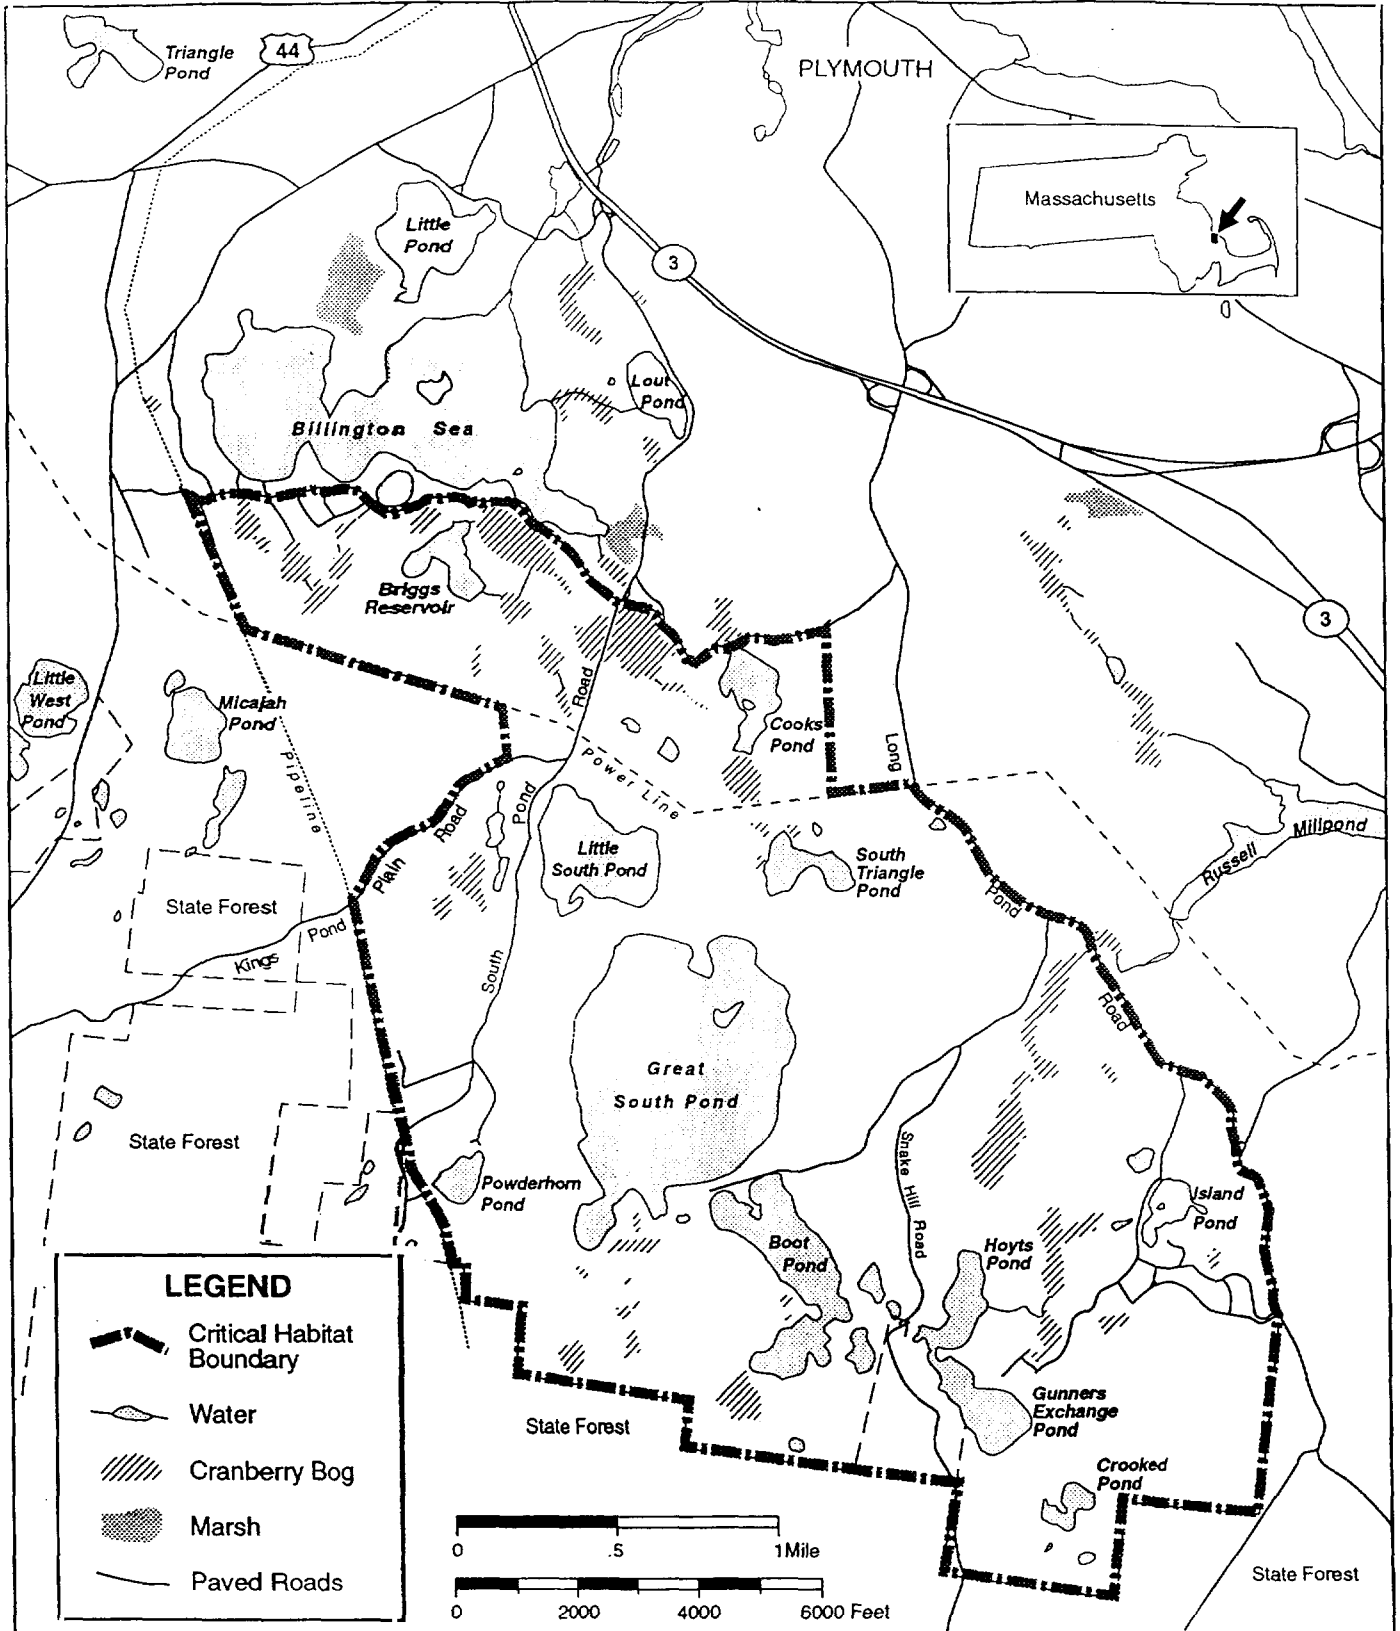 Triangle
Pond
44
PLYMOUTH
Massachusetts
Little
Pond
3
Lout
Pond
Billington Sea
Briggs
Reservoir
3
Little
West
Pond
Micajah
Pond
Road
Cooks
Pond
Long
Pipeline
Power Line
Pond
Road
Plain
Little
South Pond
South
Triangle
Pond
Millpond
Russell
State Forest
Pond
Kings
Pond
South
Road
Great
South Pond
State Forest
Snake Hill Road
Powderhorn
Pond
Island
Pond
Boot
Pond
Hoyts
Pond
LEGEND
Critical Habitat
Boundary
Water
Cranberry Bog
Marsh
Paved Roads
State Forest
Gunners
Exchange
Pond
Crooked
Pond
0 .5 1Mile
0 2000 4000 6000 Feet
State Forest